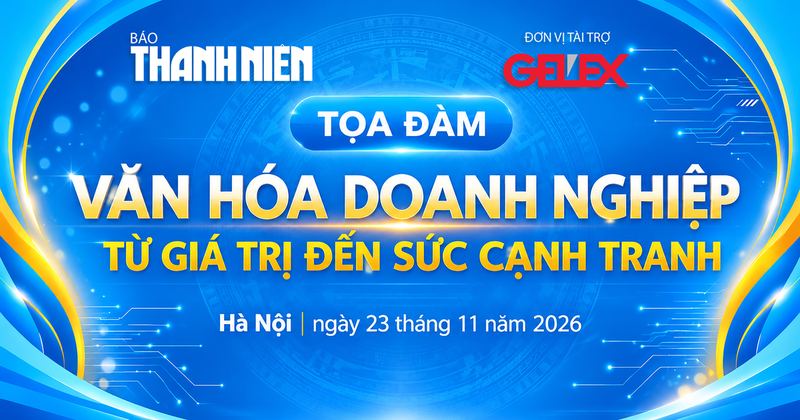 BÁO
THANH NIÊN
ĐƠN VỊ TÀI TRỢ
GELEX
TỌA ĐÀM
VĂN HÓA DOANH NGHIỆP
TỪ GIÁ TRỊ ĐẾN SỨC CẠNH TRANH
Hà Nội | ngày 23 tháng 11 năm 2026